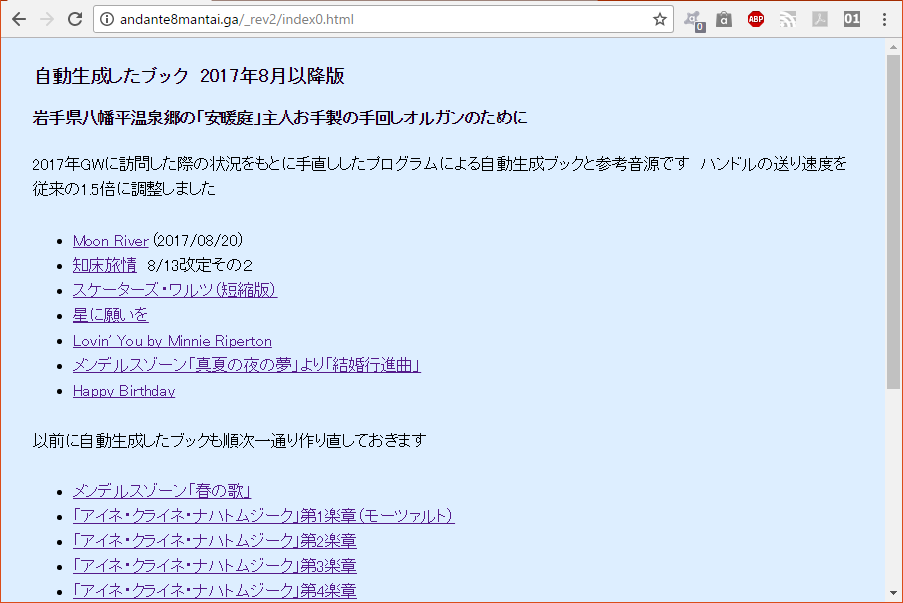 andante8mantai.ga/_rev2/index0.html
0
a
ABP
01
自動生成したブック 2017年8月以降版
岩手県八幡平温泉郷の「安暖庭」主人お手製の手回しオルガンのために
2017年GWに訪問した際の状況をもとに手直ししたプログラムによる自動生成ブックと参考音源です ハンドルの送り速度を
従来の1.5倍に調整しました
Moon River (2017/08/20)
知床旅情 8/13改定その２
スケーターズ・ワルツ（短縮版）
星に願いを
Lovin' You by Minnie Riperton
メンデルスゾーン「真夏の夜の夢」より「結婚行進曲」
Happy Birthday
以前に自動生成したブックも順次一通り作り直しておきます
メンデルスゾーン「春の歌」
「アイネ・クライネ・ナハトムジーク」第1楽章（モーツァルト）
「アイネ・クライネ・ナハトムジーク」第2楽章
「アイネ・クライネ・ナハトムジーク」第3楽章
「アイネ・クライネ・ナハトムジーク」第4楽章